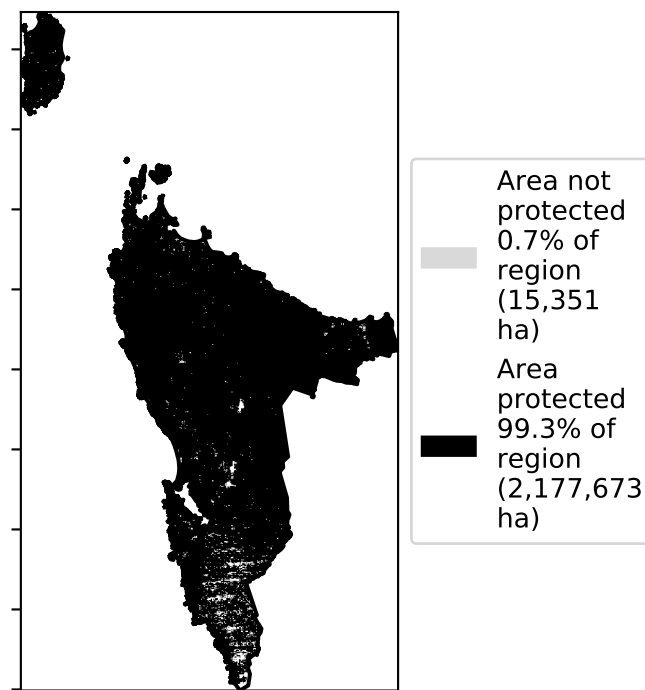 Area not
protected
0.7% of
region
(15,351
ha)
Area
protected
99.3% of
region
(2,177,673
ha)